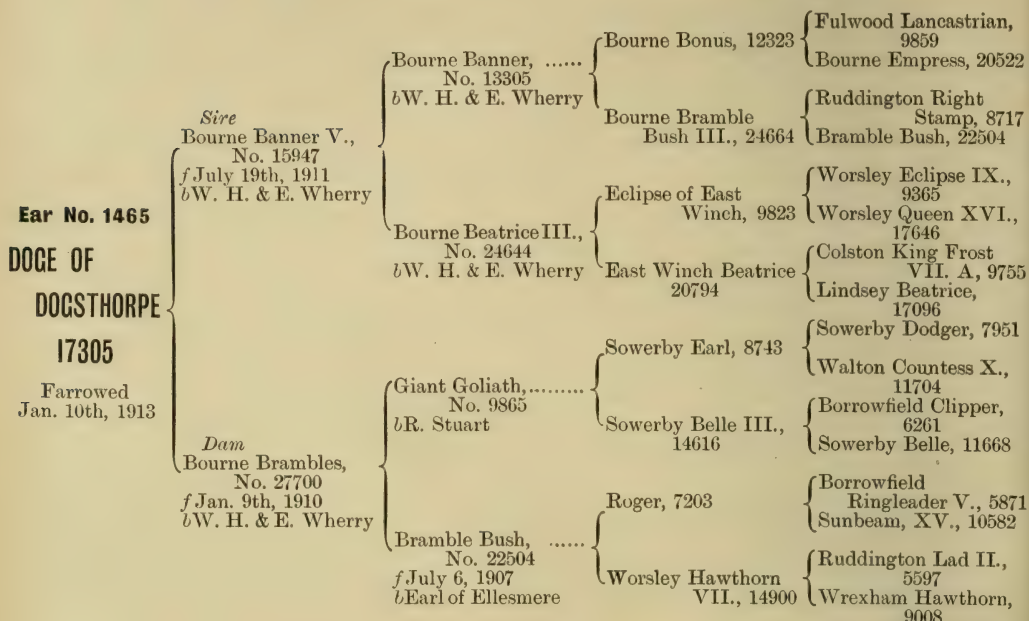 Ear No. 1465
DOGE OF
DOGSTHORPE
17305
Farrowed
Jan. 10th, 1913
Sire
Bourne Banner V.,
No. 15947
f July 19th, 1911
bW. H. & E. Wherry
Dam
Bourne Brambles,
No. 27700
f Jan. 9th, 1910
bW. H. & E. Wherry
Bourne Banner, ......
No. 13305
bW. H. & E. Wherry
Bourne Beatrice III.,
No. 24644
bW. H. & E. Wherry
Giant Goliath,.........
No. 9865
bR. Stuart
Bramble Bush, ......
No. 22504
f July 6, 1907
bEarl of Ellesmere
Bourne Bonus, 12323
Bourne Bramble
Bush III., 24664
Eclipse of East
Winch, 9823
East Winch Beatrice
20794
Sowerby Earl, 8743
Sowerby Belle III.,
14616
Roger, 7203
Worsley Hawthorn
VII., 14900
Fulwood Lancastrian,
9859
Bourne Empress, 20522
Ruddington Right
Stamp, 8717
Bramble Bush, 22504
Worsley Eclipse IX.,
9365
Worsley Queen XVI.,
17646
Colston King Frost
VII. A, 9755
Lindsey Beatrice,
17096
Sowerby Dodger, 7951
Walton Countess X.,
11704
Borrowfield Clipper,
6261
Sowerby Belle, 11668
Borrowfield
Ringleader V., 5871
Sunbeam, XV., 10582
Ruddington Lad II.,
5597
Wrexham Hawthorn,
9008